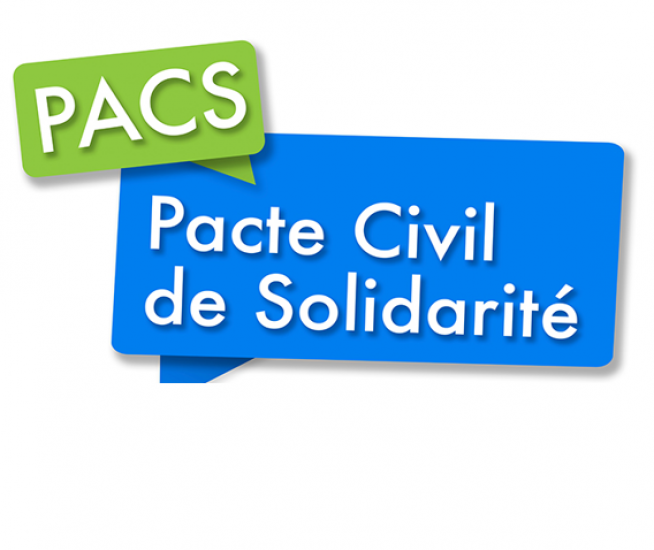 PACS
Pacte Civil
de Solidarité